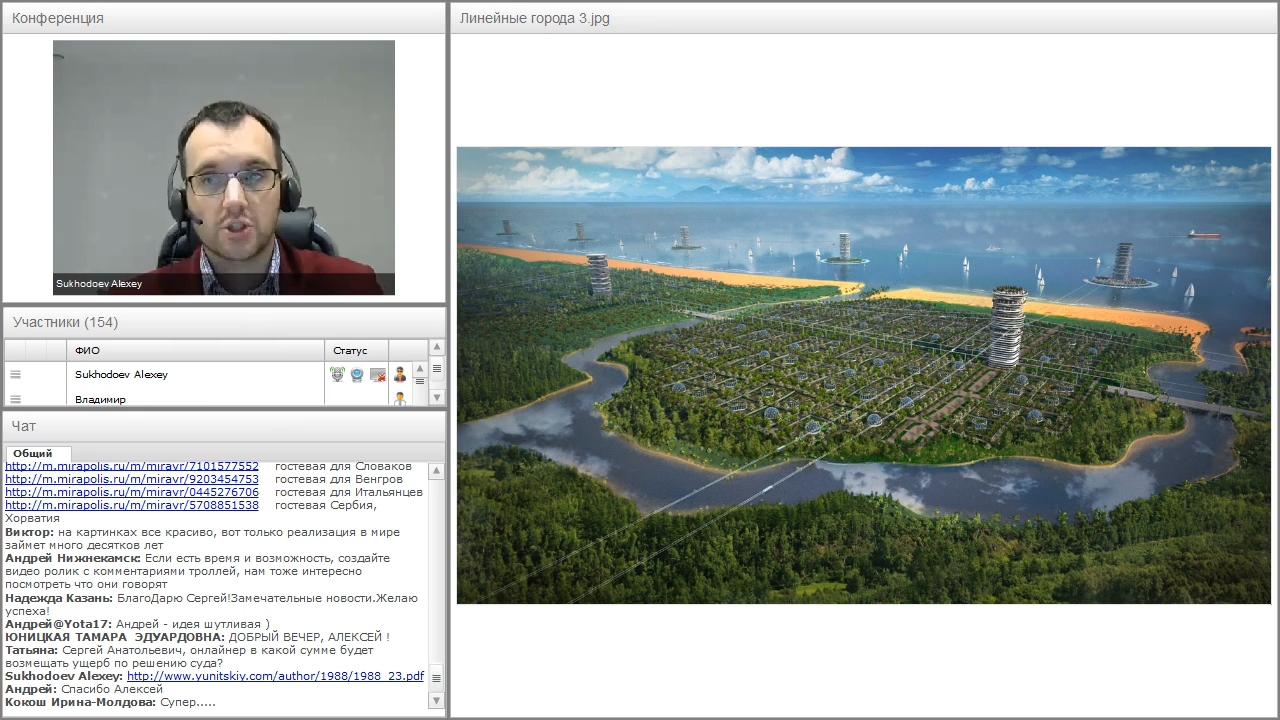 Конференция
Sukhodoev Alexey
Участники (154)
ФИО
Статус
Sukhodoev Alexey
Владимир
Чат
Общий
http://m.mirapolis.ru/m/miravr/7101577552 гостевая для Словаков
http://m.mirapolis.ru/m/miravr/9203454753 гостевая для Венгров
http://m.mirapolis.ru/m/miravr/0445276706 гостевая для Итальянцев
http://m.mirapolis.ru/m/miravr/5708851538 гостевая Сербия,
Хорватия
Виктор: на картинках все красиво, вот только реализация в мире
займет много десятков лет
Андрей Нижнекамск: Если есть время и возможность, создайте
видео ролик с комментариями троллей, нам тоже интересно
посмотреть что они говорят
Надежда Казань: БлагоДарю Сергей!Замечательные новости.Желаю
успеха!
Андрей@Yota17: Андрей - идея шутливая )
ЮНИЦКАЯ ТАМАРА ЭДУАРДОВНА: ДОБРЫЙ ВЕЧЕР, АЛЕКСЕЙ !
Татьяна: Сергей Анатольевич, онлайнер в какой сумме будет
возмещать ущерб по решению суда?
Sukhodoev Alexey: http://www.yunitskiy.com/author/1988/1988_23.pdf
Андрей: Спасибо Алексей
Кокош Ирина-Молдова: Супер.....
Линейные города 3.jpg